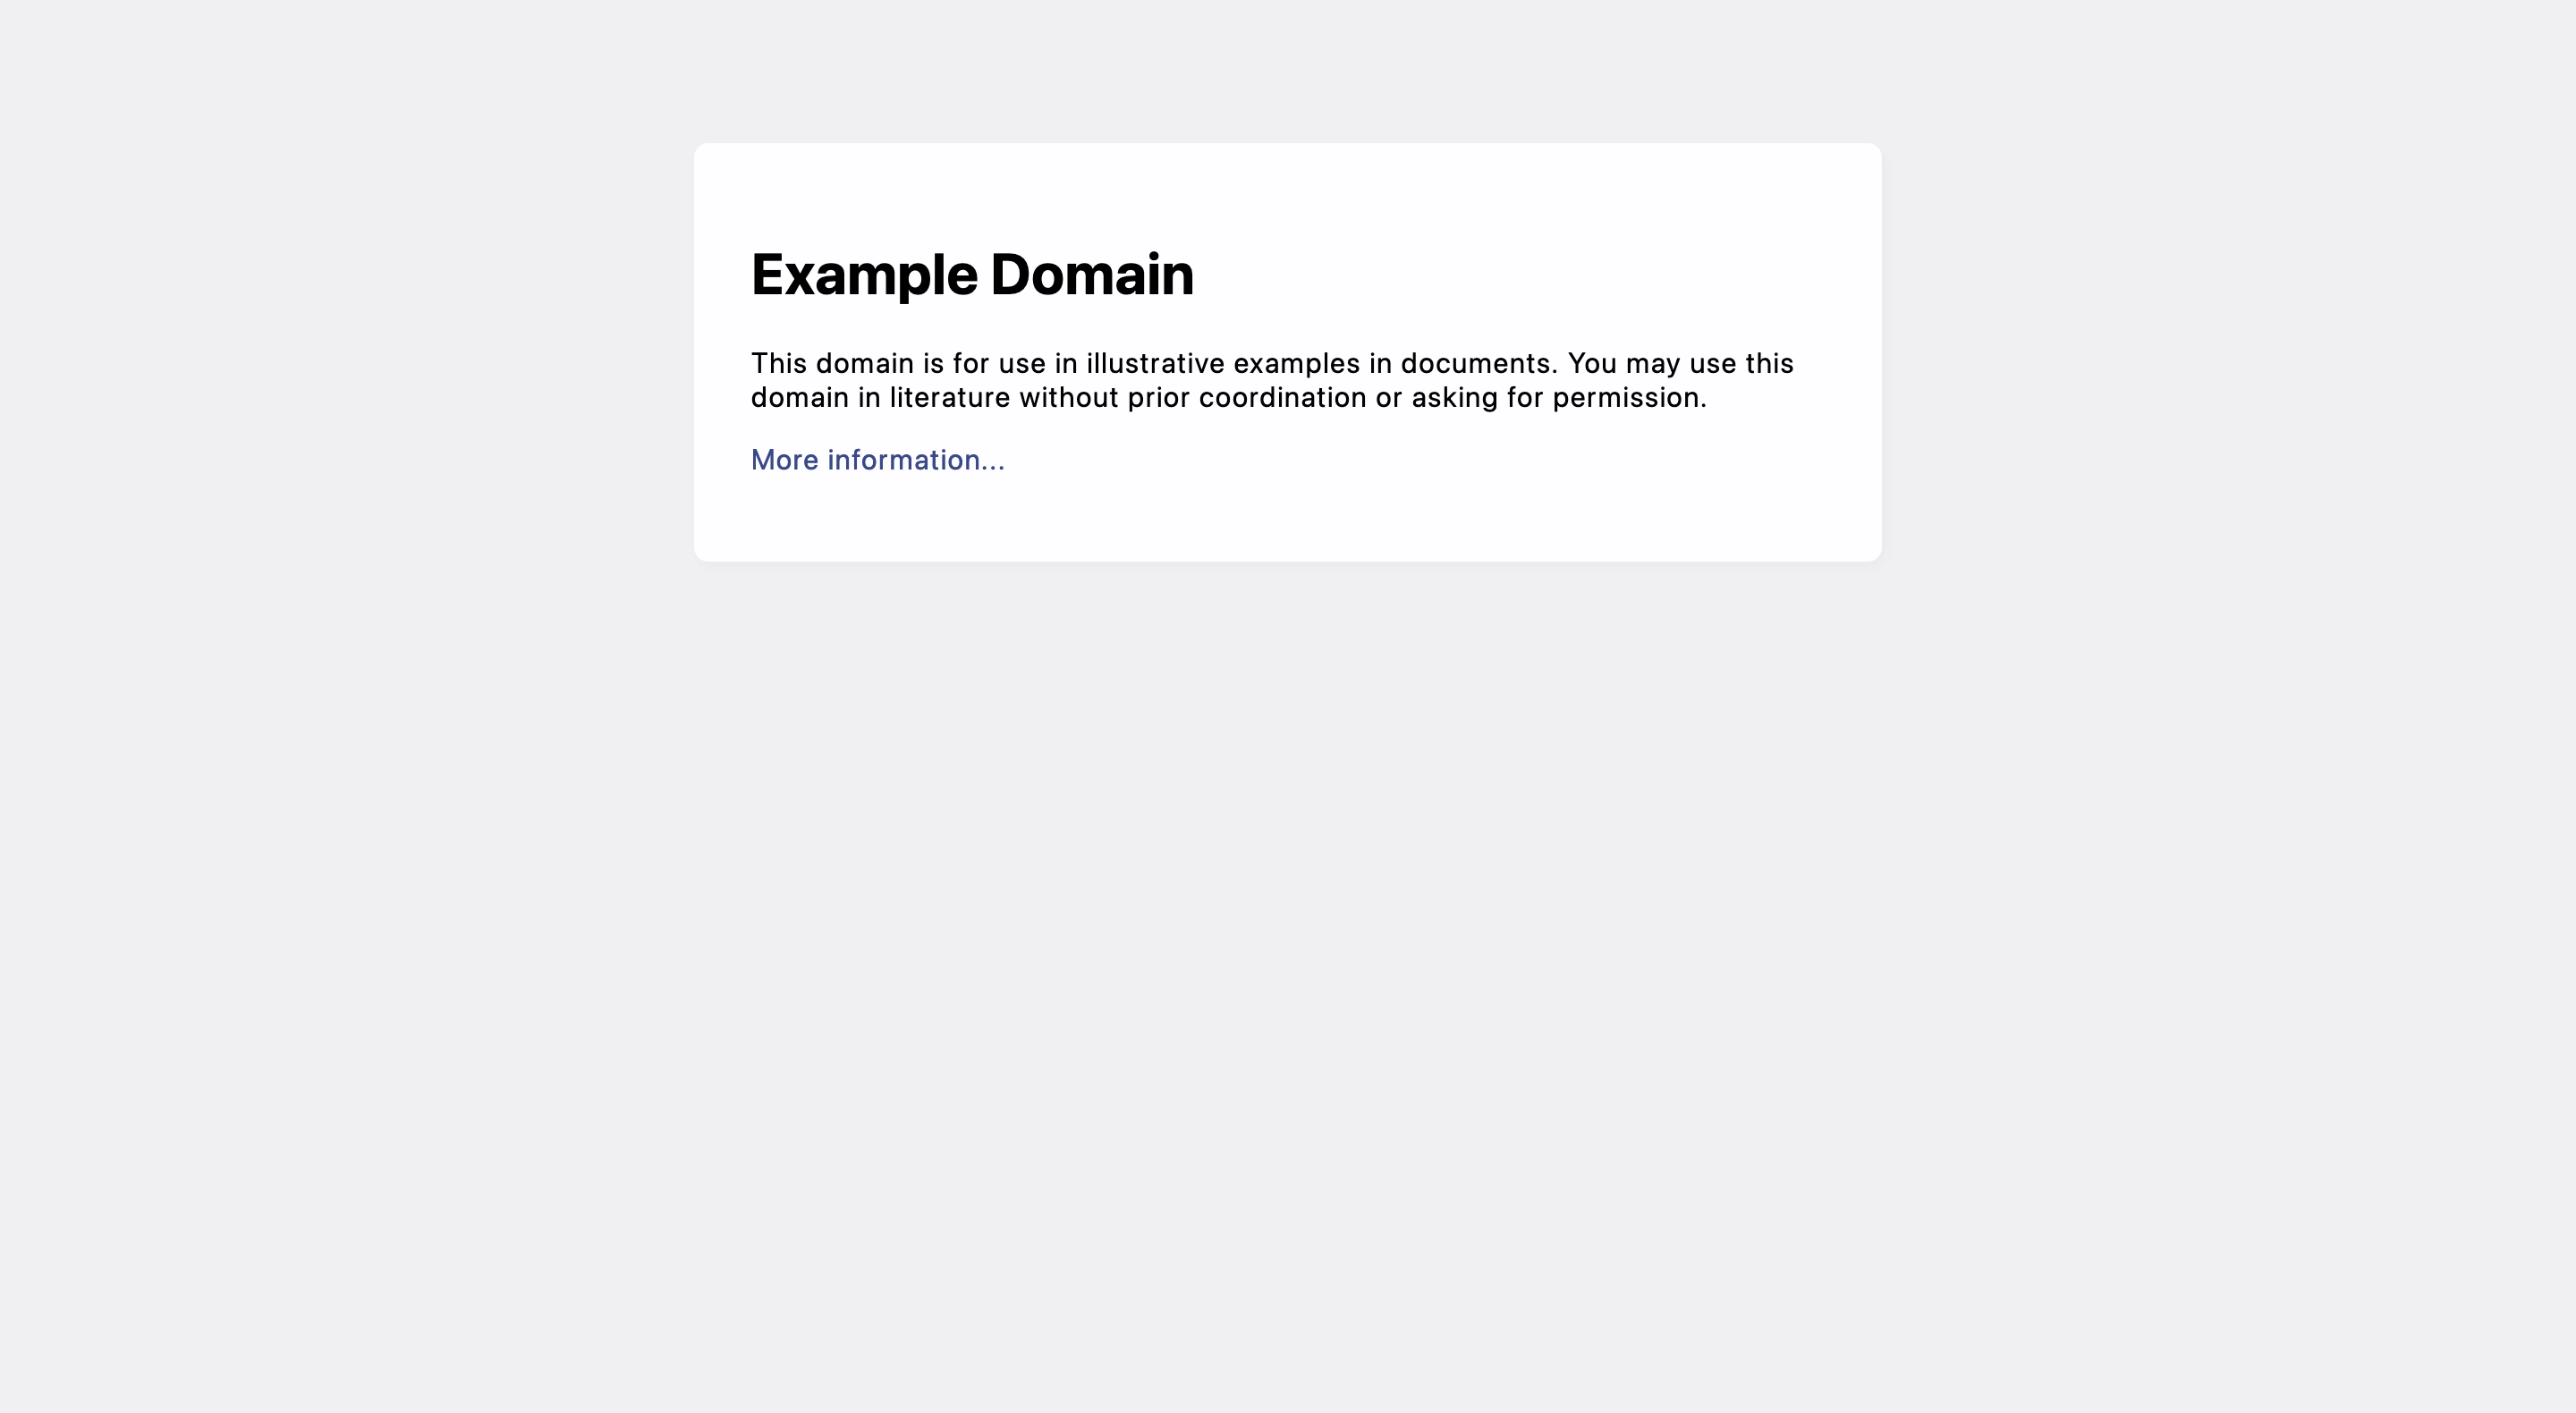 Example Domain
This domain is for use in illustrative examples in documents. You may use this
domain in literature without prior coordination or asking for permission.
More information...